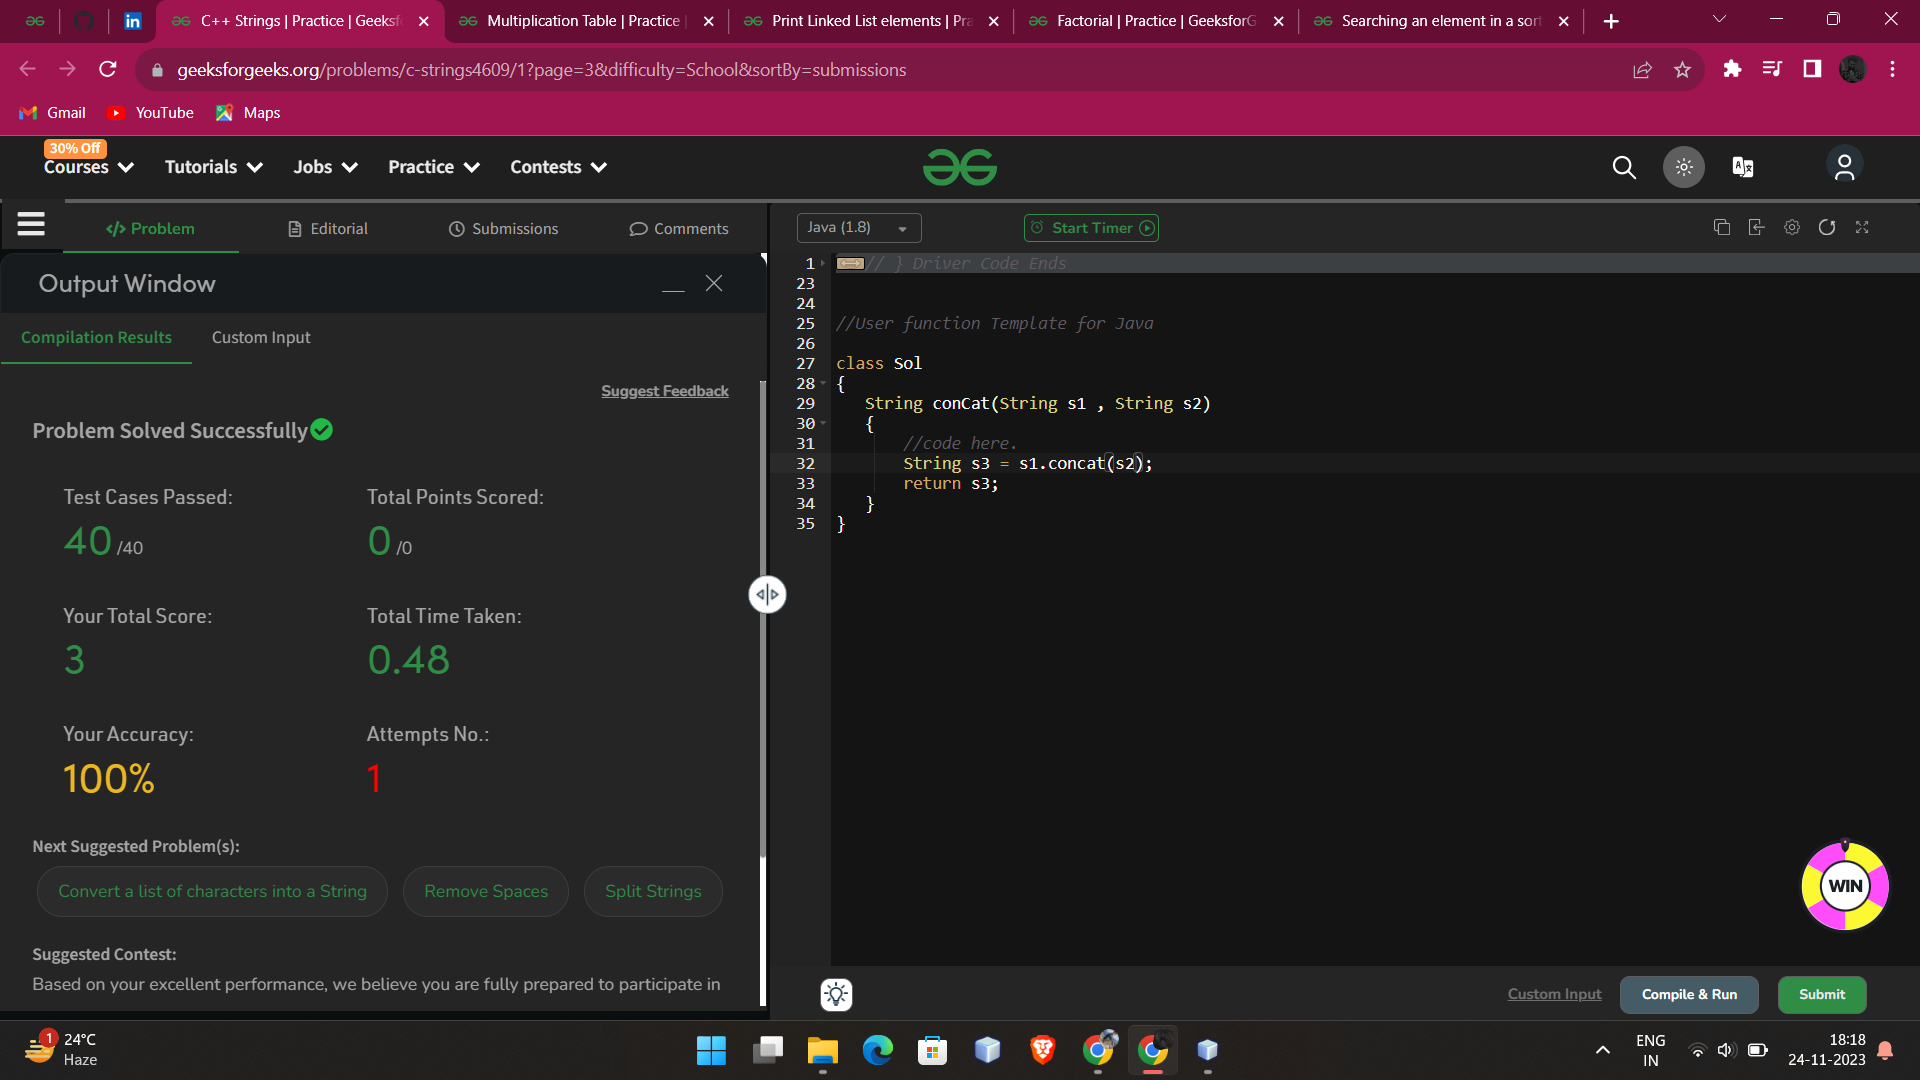 C++ Strings | Practice | Geeksf
Multiplication Table | Practice |
Print Linked List elements | Pra
Factorial | Practice | GeeksforG
Searching an element in a sort
geeksforgeeks.org/problems/c-strings4609/1?page=3&difficulty=School&sortBy=submissions
Gmail
YouTube
Maps
30% Off
Courses
Tutorials
Jobs
Practice
Contests
</> Problem
Editorial
Submissions
Comments
Java (1.8)
Start Timer
Output Window
Compilation Results
Custom Input
Suggest Feedback
Problem Solved Successfully
Test Cases Passed:
Total Points Scored:
40 /40
0 /0
Your Total Score:
Total Time Taken:
3
0.48
Your Accuracy:
Attempts No.:
100%
1
Next Suggested Problem(s):
Convert a list of characters into a String
Remove Spaces
Split Strings
Suggested Contest:
Based on your excellent performance, we believe you are fully prepared to participate in
1 // } Driver Code Ends
23
24
25 //User function Template for Java
26
27 class Sol
28 {
29 String conCat(String s1 , String s2)
30 {
31 //code here.
32 String s3 = s1.concat(s2);
33 return s3;
34 }
35 }
WIN
Custom Input
Compile & Run
Submit
1
24°C
Haze
ENG
IN
18:18
24-11-2023